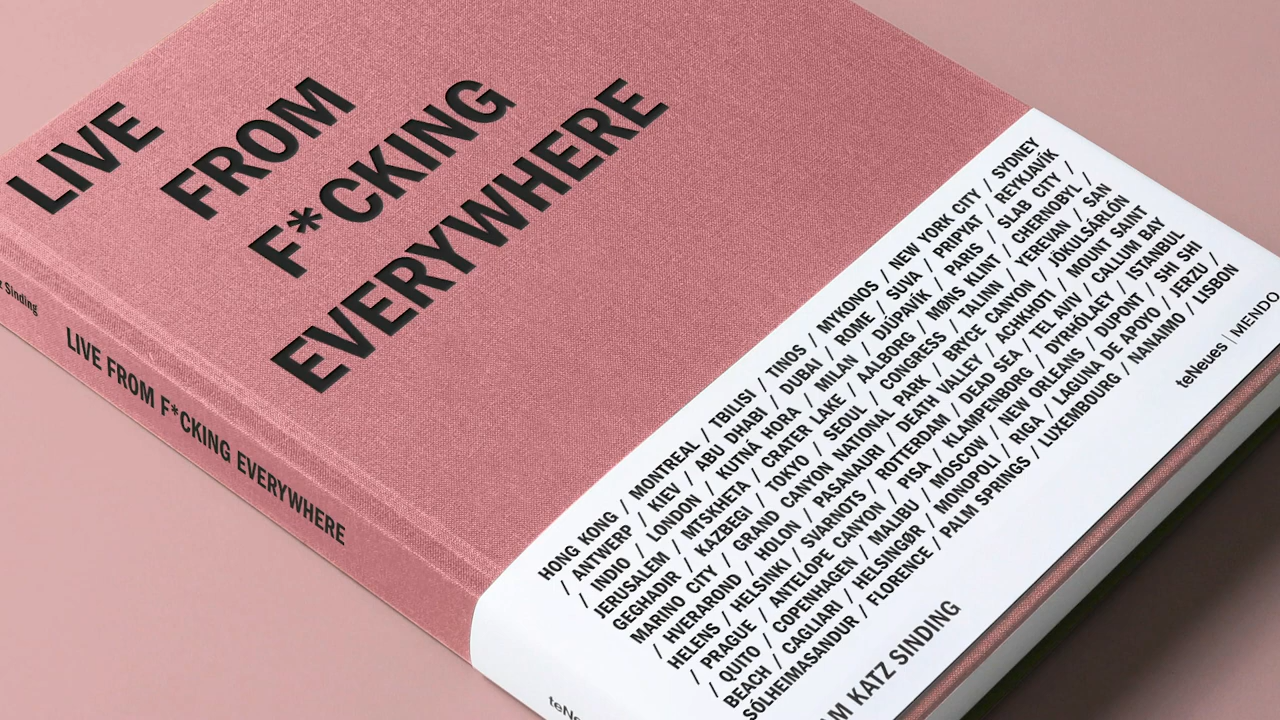 LIVE
FROM
F*CKING
EVERYWHERE
Sinding
LIVE FROM F*CKING EVERYWHERE
HONG KONG / MONTREAL / TBILISI / TINOS / MYKONOS / NEW YORK CITY / SYDNEY
/ ANTWERP / KIEV / ABU DHABI / DUBAI / ROME / SUVA / PRIPYAT / REYKJAVÍK
/ INDIO / LONDON / KUTNÁ HORA / MILAN / DJÚPAVÍK / PARIS / SLAB CITY /
JERUSALEM / MTSKHETA / CRATER LAKE / AALBORG / MØNS KLINT / CHERNOBYL /
GEGHADIR / KAZBEGI / TOKYO / SEOUL / CONGRESS / TALINN / YEREVAN / SAN
MARINO CITY / GRAND CANYON NATIONAL PARK / BRYCE CANYON / JÖKULSÁRLÓN
/ HVERAROND / HOLON / PASANAURI / DEATH VALLEY / ACHKHOTI / MOUNT SAINT
HELENS / HELSINKI / SVARNOTS / ROTTERDAM / DEAD SEA / TEL AVIV / CALLUM BAY
/ PRAGUE / ANTELOPE CANYON / PISA / KLAMPENBORG / DYRHÓLAEY / ISTANBUL
/ QUITO / COPENHAGEN / MALIBU / MOSCOW / NEW ORLEANS / DUPONT / SHI SHI
BEACH / CAGLIARI / HELSINGØR / MONOPOLI / RIGA / LAGUNA DE APOYO / JERZU /
SÓLHEIMASANDUR / FLORENCE / PALM SPRINGS / LUXEMBOURG / NANAIMO / LISBON
teNeues | MENDO
KATZ SINDING